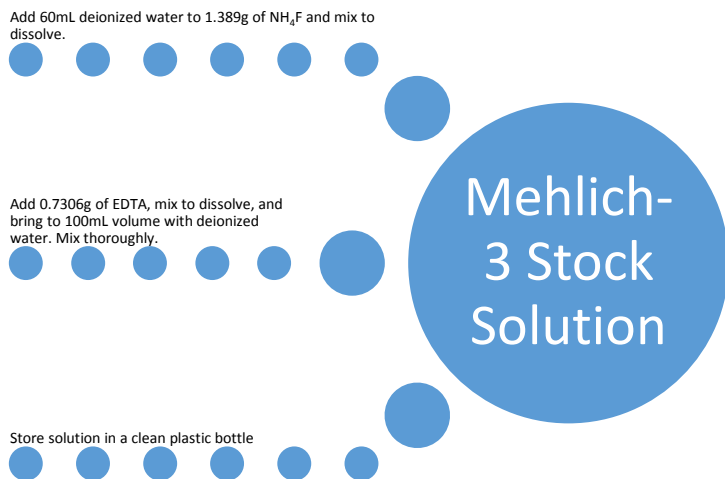 Add 60mL deionized water to 1.389g of NH₄F and mix to
dissolve.
Add 0.7306g of EDTA, mix to dissolve, and
bring to 100mL volume with deionized
water. Mix thoroughly.
Store solution in a clean plastic bottle
Mehlich-
3 Stock
Solution